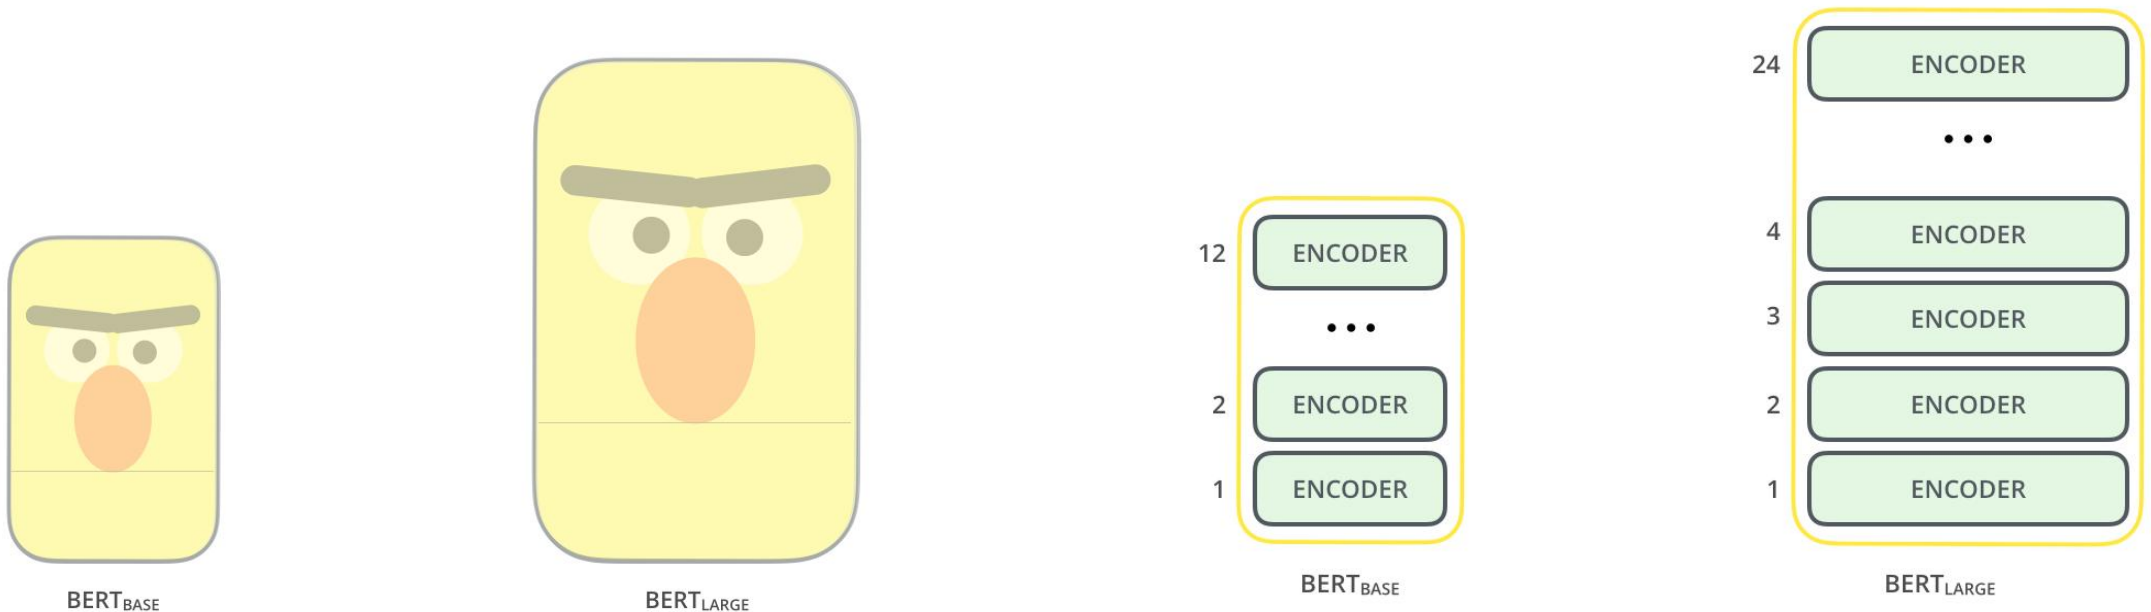 BERTBASE
BERTLARGE
12 ENCODER
...
2 ENCODER
1 ENCODER
BERTBASE
24 ENCODER
...
4 ENCODER
3 ENCODER
2 ENCODER
1 ENCODER
BERTLARGE